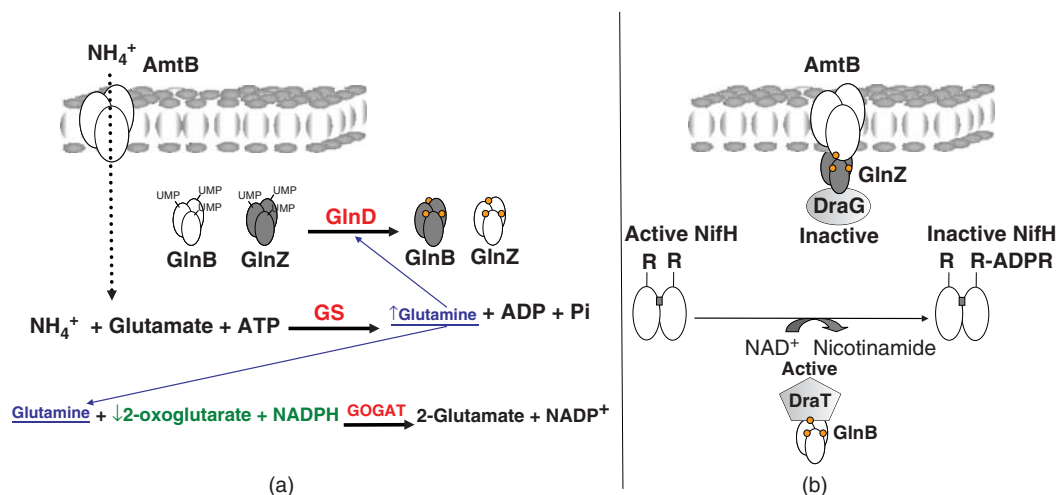 NH₄⁺
AmtB
UMP UMP UMP
UMP UMP UMP
GlnB GlnZ
GlnD
GlnB GlnZ
NH₄⁺ + Glutamate + ATP
GS
↑Glutamine + ADP + Pi
Glutamine + ↓2-oxoglutarate + NADPH
GOGAT
2-Glutamate + NADP⁺
(a)
AmtB
GlnZ
DraG
Inactive
Active NifH
R R
Inactive NifH
R R-ADPR
NAD⁺ Nicotinamide
Active
DraT
GlnB
(b)